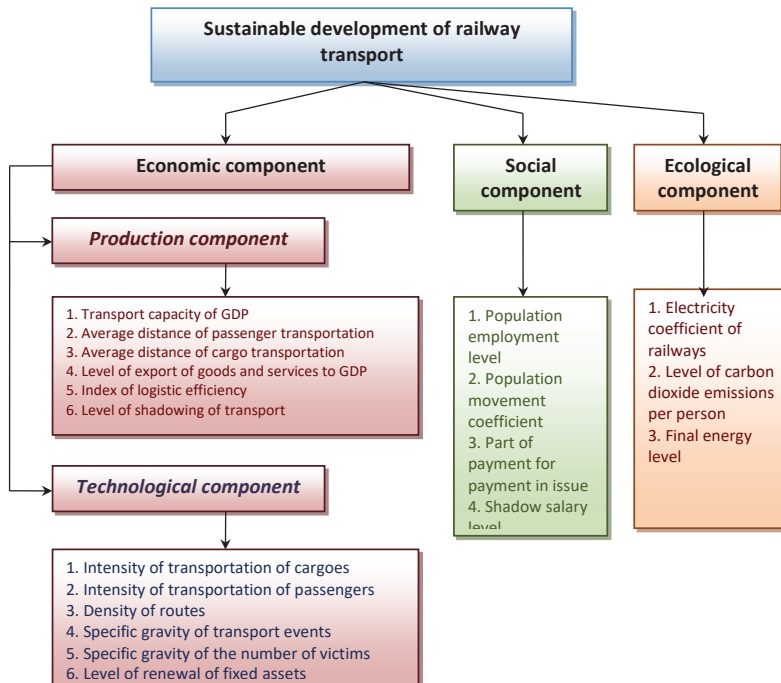 Sustainable development of railway
transport
Economic component
Social
component
Ecological
component
Production component
1. Transport capacity of GDP
2. Average distance of passenger transportation
3. Average distance of cargo transportation
4. Level of export of goods and services to GDP
5. Index of logistic efficiency
6. Level of shadowing of transport
1. Population
employment
level
2. Population
movement
coefficient
3. Part of
payment for
payment in issue
4. Shadow salary
level
1. Electricity
coefficient of
railways
2. Level of carbon
dioxide emissions
per person
3. Final energy
level
Technological component
1. Intensity of transportation of cargoes
2. Intensity of transportation of passengers
3. Density of routes
4. Specific gravity of transport events
5. Specific gravity of the number of victims
6. Level of renewal of fixed assets